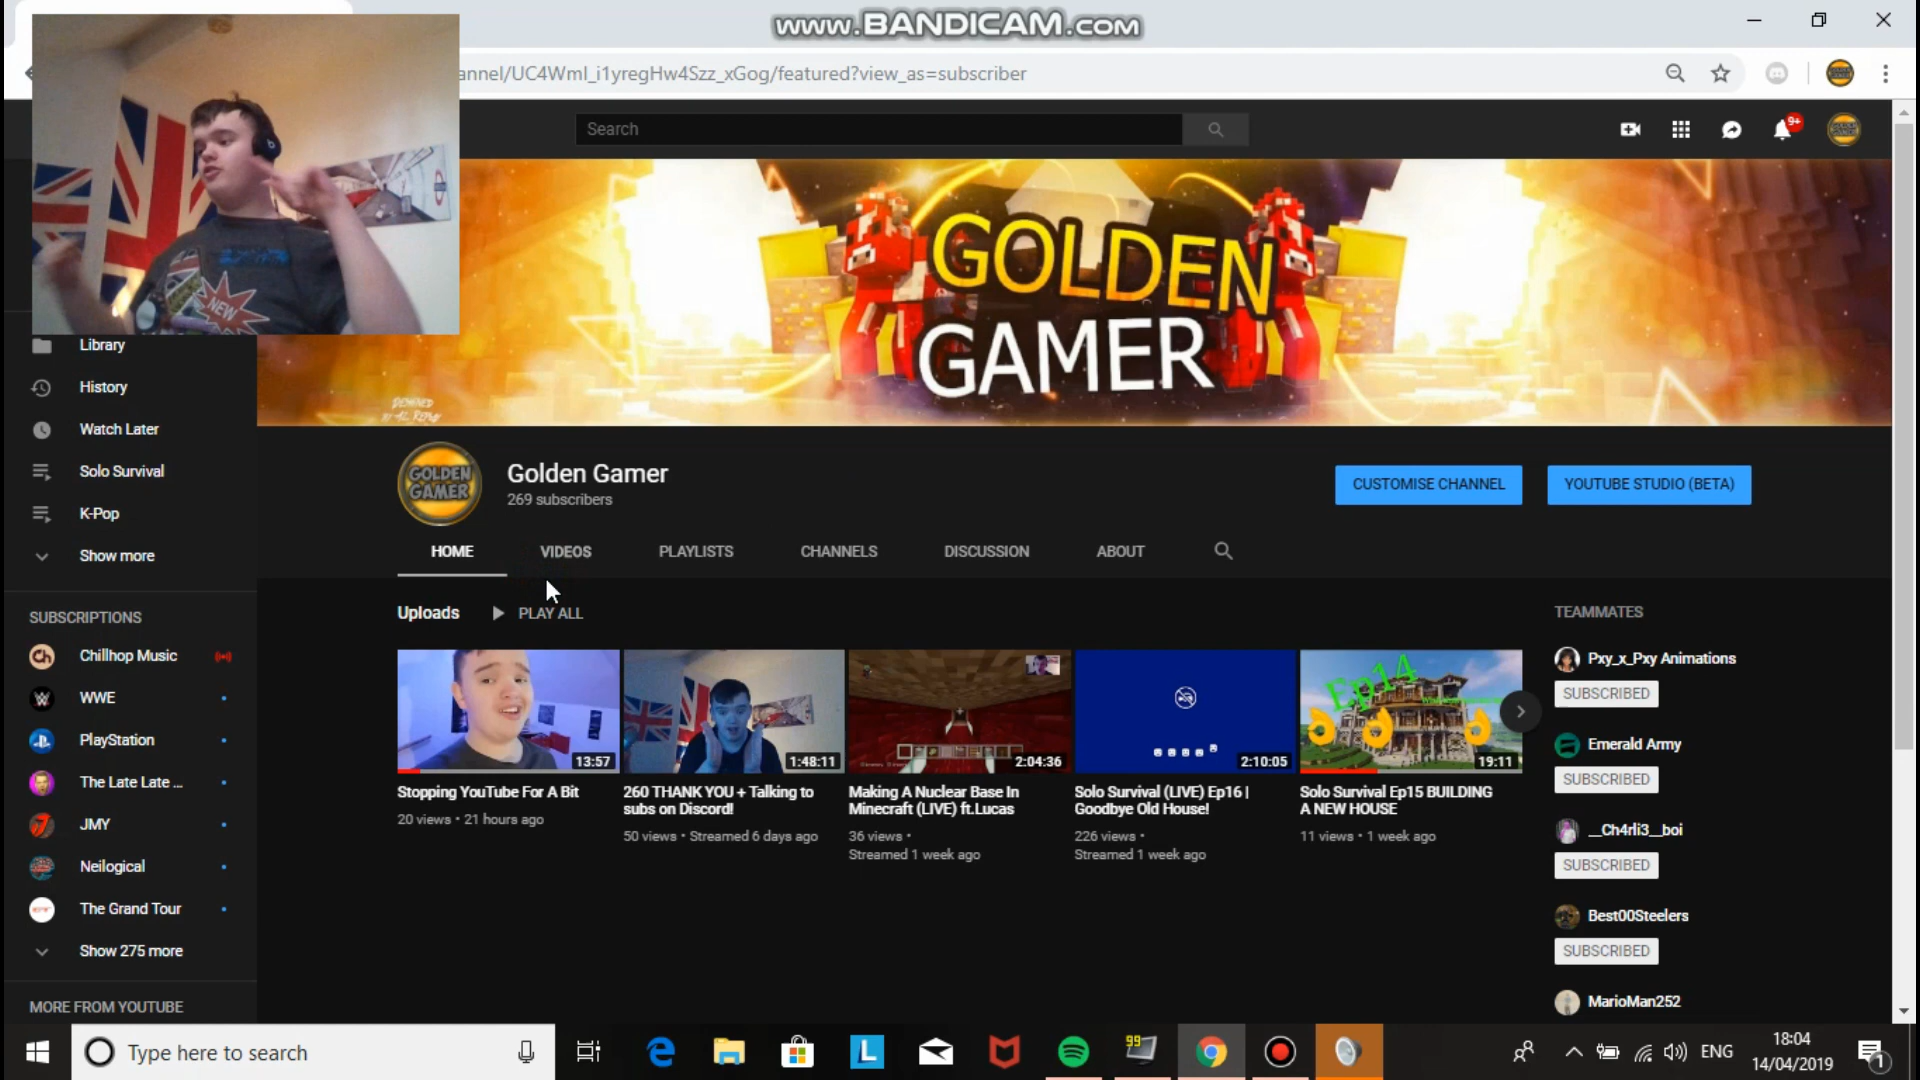 www.BANDICAM.com
annel/UC4Wml_i1yregHw4Szz_xGog/featured?view_as=subscriber
Search
9+
NEW
GOLDEN
GAMER
Library
History
Watch Later
Solo Survival
K-Pop
Show more
GOLDEN
GAMER
Golden Gamer
269 subscribers
CUSTOMISE CHANNEL
YOUTUBE STUDIO (BETA)
HOME
VIDEOS
PLAYLISTS
CHANNELS
DISCUSSION
ABOUT
SUBSCRIPTIONS
Chillhop Music
WWE
PlayStation
The Late Late ...
JMY
Neilogical
The Grand Tour
Show 275 more
MORE FROM YOUTUBE
Uploads
PLAY ALL
13:57
Stopping YouTube For A Bit
20 views • 21 hours ago
1:48:11
260 THANK YOU + Talking to
subs on Discord!
50 views • Streamed 6 days ago
2:04:36
Making A Nuclear Base In
Minecraft (LIVE) ft.Lucas
36 views •
Streamed 1 week ago
2:10:05
Solo Survival (LIVE) Ep16 |
Goodbye Old House!
226 views •
Streamed 1 week ago
Ep14
19:11
Solo Survival Ep15 BUILDING
A NEW HOUSE
11 views • 1 week ago
TEAMMATES
Pxy_x_Pxy Animations
SUBSCRIBED
Emerald Army
SUBSCRIBED
__Ch4rli3__boi
SUBSCRIBED
Best00Steelers
SUBSCRIBED
MarioMan252
Type here to search
L
99
ENG
18:04
14/04/2019
1